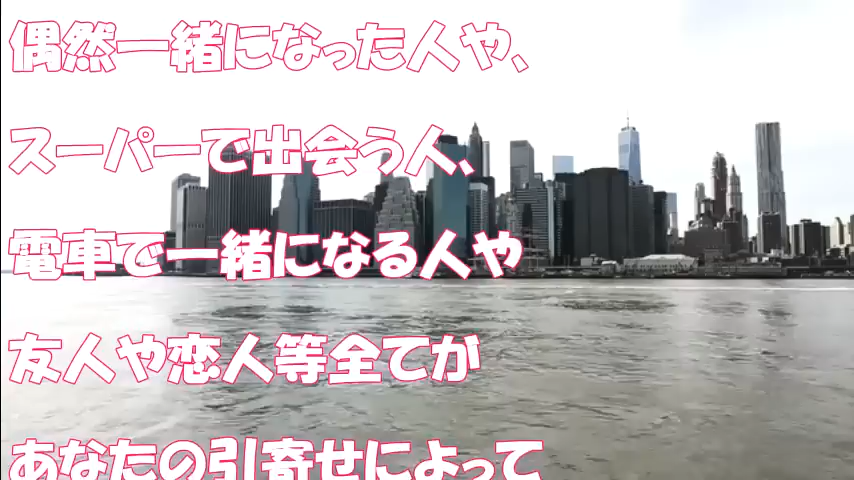 偶然一緒になった人や、
スーパーで出会う人、
電車で一緒になる人や
友人や恋人等全てが
あなたの引寄せによって